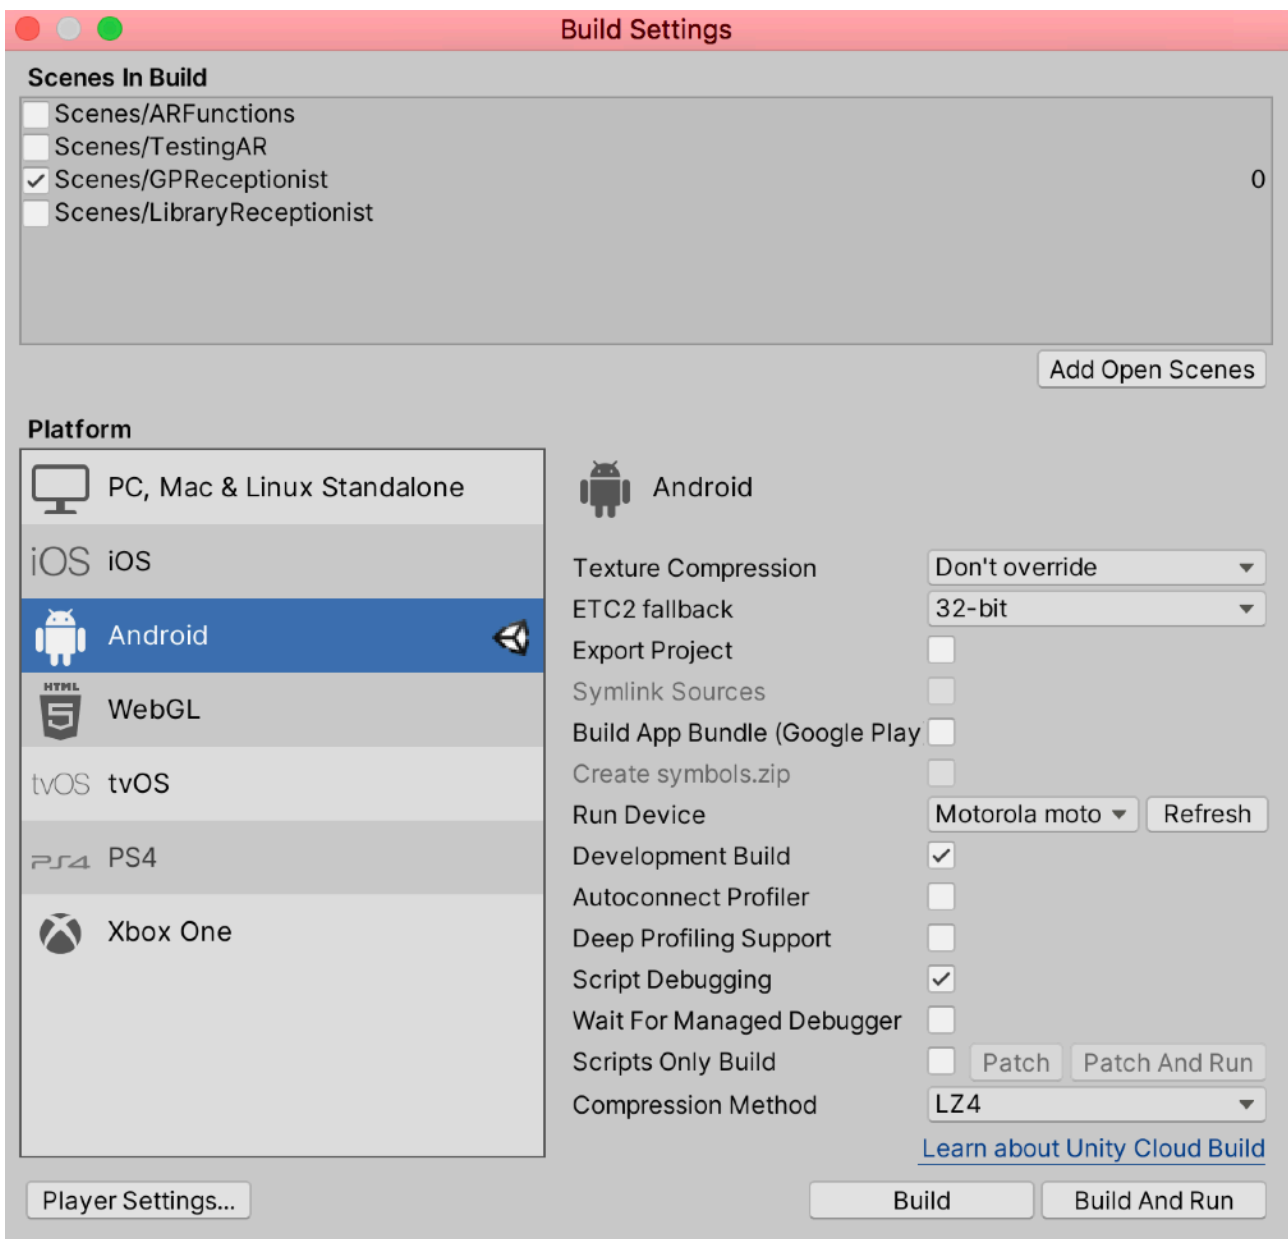 Build Settings
Scenes In Build
Scenes/ARFunctions
Scenes/TestingAR
Scenes/GPReceptionist 0
Scenes/LibraryReceptionist
Add Open Scenes
Platform
PC, Mac & Linux Standalone
iOS iOS
Android
HTML
5 WebGL
tvOS tvOS
PS4 PS4
Xbox One
Android
Texture Compression Don't override
ETC2 fallback 32-bit
Export Project
Symlink Sources
Build App Bundle (Google Play
Create symbols.zip
Run Device Motorola moto Refresh
Development Build
Autoconnect Profiler
Deep Profiling Support
Script Debugging
Wait For Managed Debugger
Scripts Only Build Patch Patch And Run
Compression Method LZ4
Learn about Unity Cloud Build
Player Settings... Build Build And Run